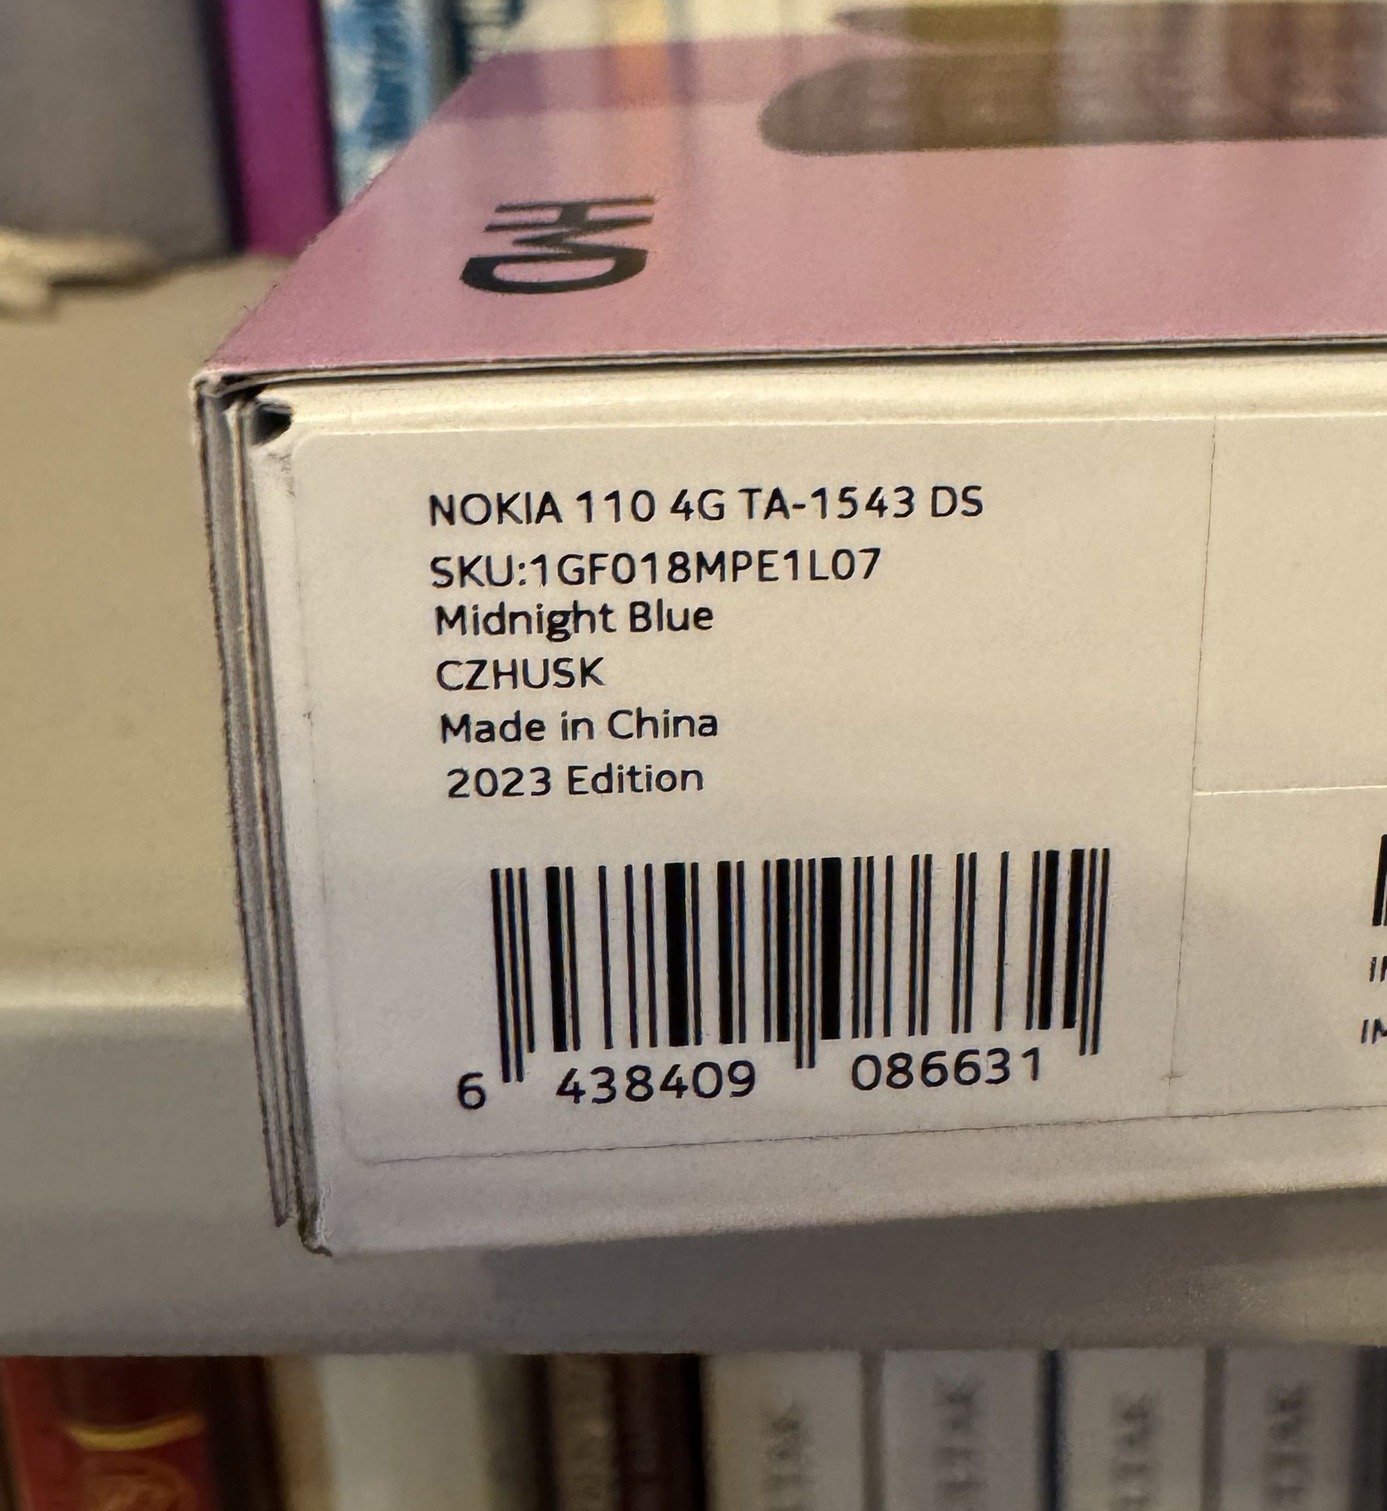 HMD
NOKIA 110 4G TA-1543 DS
SKU:1GF018MPE1L07
Midnight Blue
CZHUSK
Made in China
2023 Edition
6 438409 086631